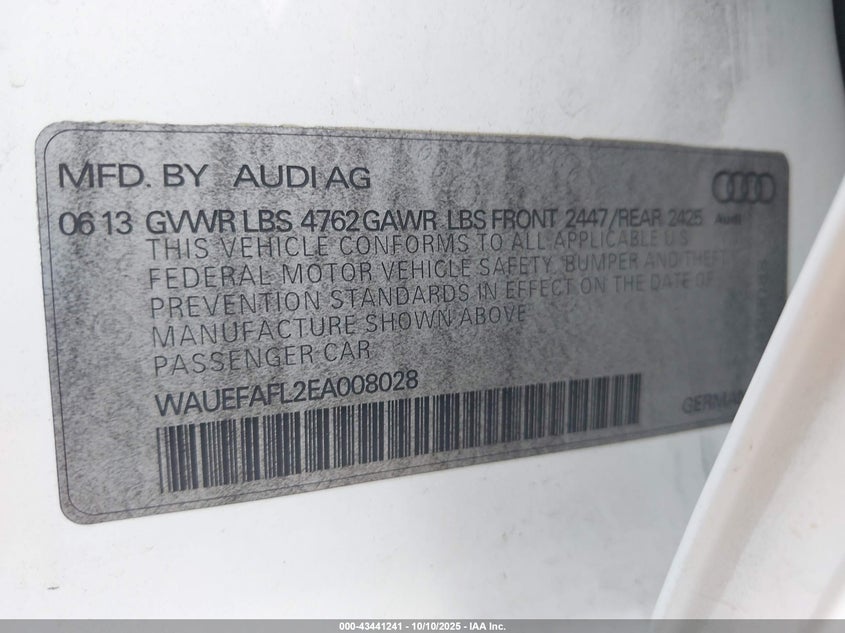 MFD. BY AUDI AG
06 13 GVWR LBS 4762 GAWR LBS FRONT 2447/REAR 2425
Audi
THIS VEHICLE CONFORMS TO ALL APPLICABLE U.S
FEDERAL MOTOR VEHICLE SAFETY, BUMPER AND THEFT
PREVENTION STANDARDS IN EFFECT ON THE DATE OF
MANUFACTURE SHOWN ABOVE
PASSENGER CAR
WAUEFAFL2EA008028
000-43441241 - 10/10/2025 - IAA Inc.